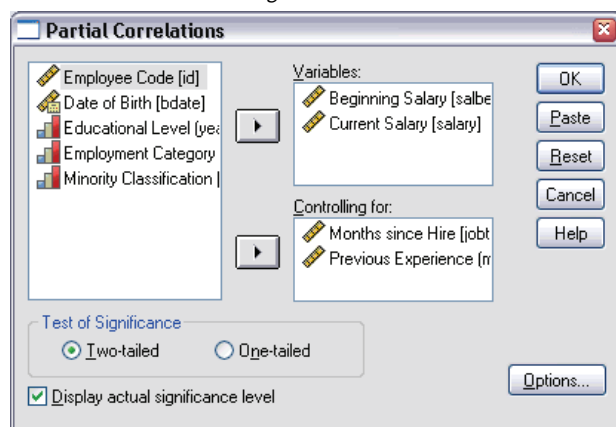 Partial Correlations
Employee Code [id]
Date of Birth [bdate]
Educational Level (yea
Employment Category
Minority Classification [
Variables:
Beginning Salary [salbe
Current Salary [salary]
Controlling for:
Months since Hire [jobt
Previous Experience (m
OK
Paste
Reset
Cancel
Help
Test of Significance
Two-tailed
One-tailed
Display actual significance level
Options...